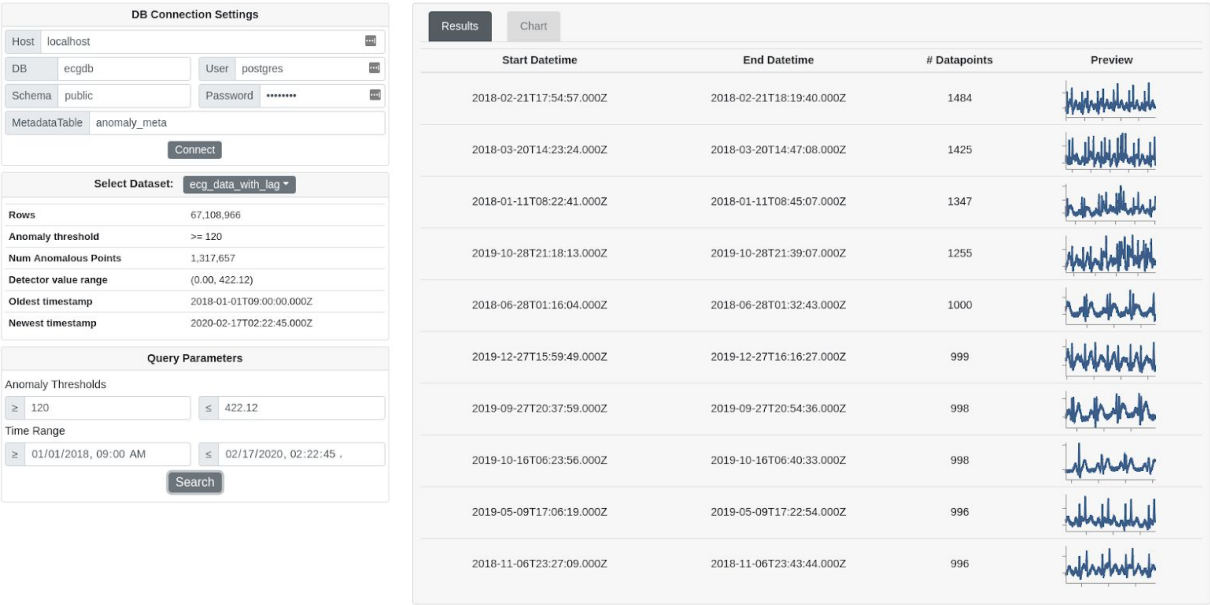 DB Connection Settings
Host localhost
DB ecgdb User postgres
Schema public Password ••••••••
MetadataTable anomaly_meta
Connect
Select Dataset: ecg_data_with_lag
Rows 67,108,966
Anomaly threshold >= 120
Num Anomalous Points 1,317,657
Detector value range (0.00, 422.12)
Oldest timestamp 2018-01-01T09:00:00.000Z
Newest timestamp 2020-02-17T02:22:45.000Z
Query Parameters
Anomaly Thresholds
≥ 120 ≤ 422.12
Time Range
≥ 01/01/2018, 09:00 AM ≤ 02/17/2020, 02:22:45 .
Search
Results Chart
Start Datetime End Datetime # Datapoints Preview
2018-02-21T17:54:57.000Z 2018-02-21T18:19:40.000Z 1484
2018-03-20T14:23:24.000Z 2018-03-20T14:47:08.000Z 1425
2018-01-11T08:22:41.000Z 2018-01-11T08:45:07.000Z 1347
2019-10-28T21:18:13.000Z 2019-10-28T21:39:07.000Z 1255
2018-06-28T01:16:04.000Z 2018-06-28T01:32:43.000Z 1000
2019-12-27T15:59:49.000Z 2019-12-27T16:16:27.000Z 999
2019-09-27T20:37:59.000Z 2019-09-27T20:54:36.000Z 998
2019-10-16T06:23:56.000Z 2019-10-16T06:40:33.000Z 998
2019-05-09T17:06:19.000Z 2019-05-09T17:22:54.000Z 996
2018-11-06T23:27:09.000Z 2018-11-06T23:43:44.000Z 996